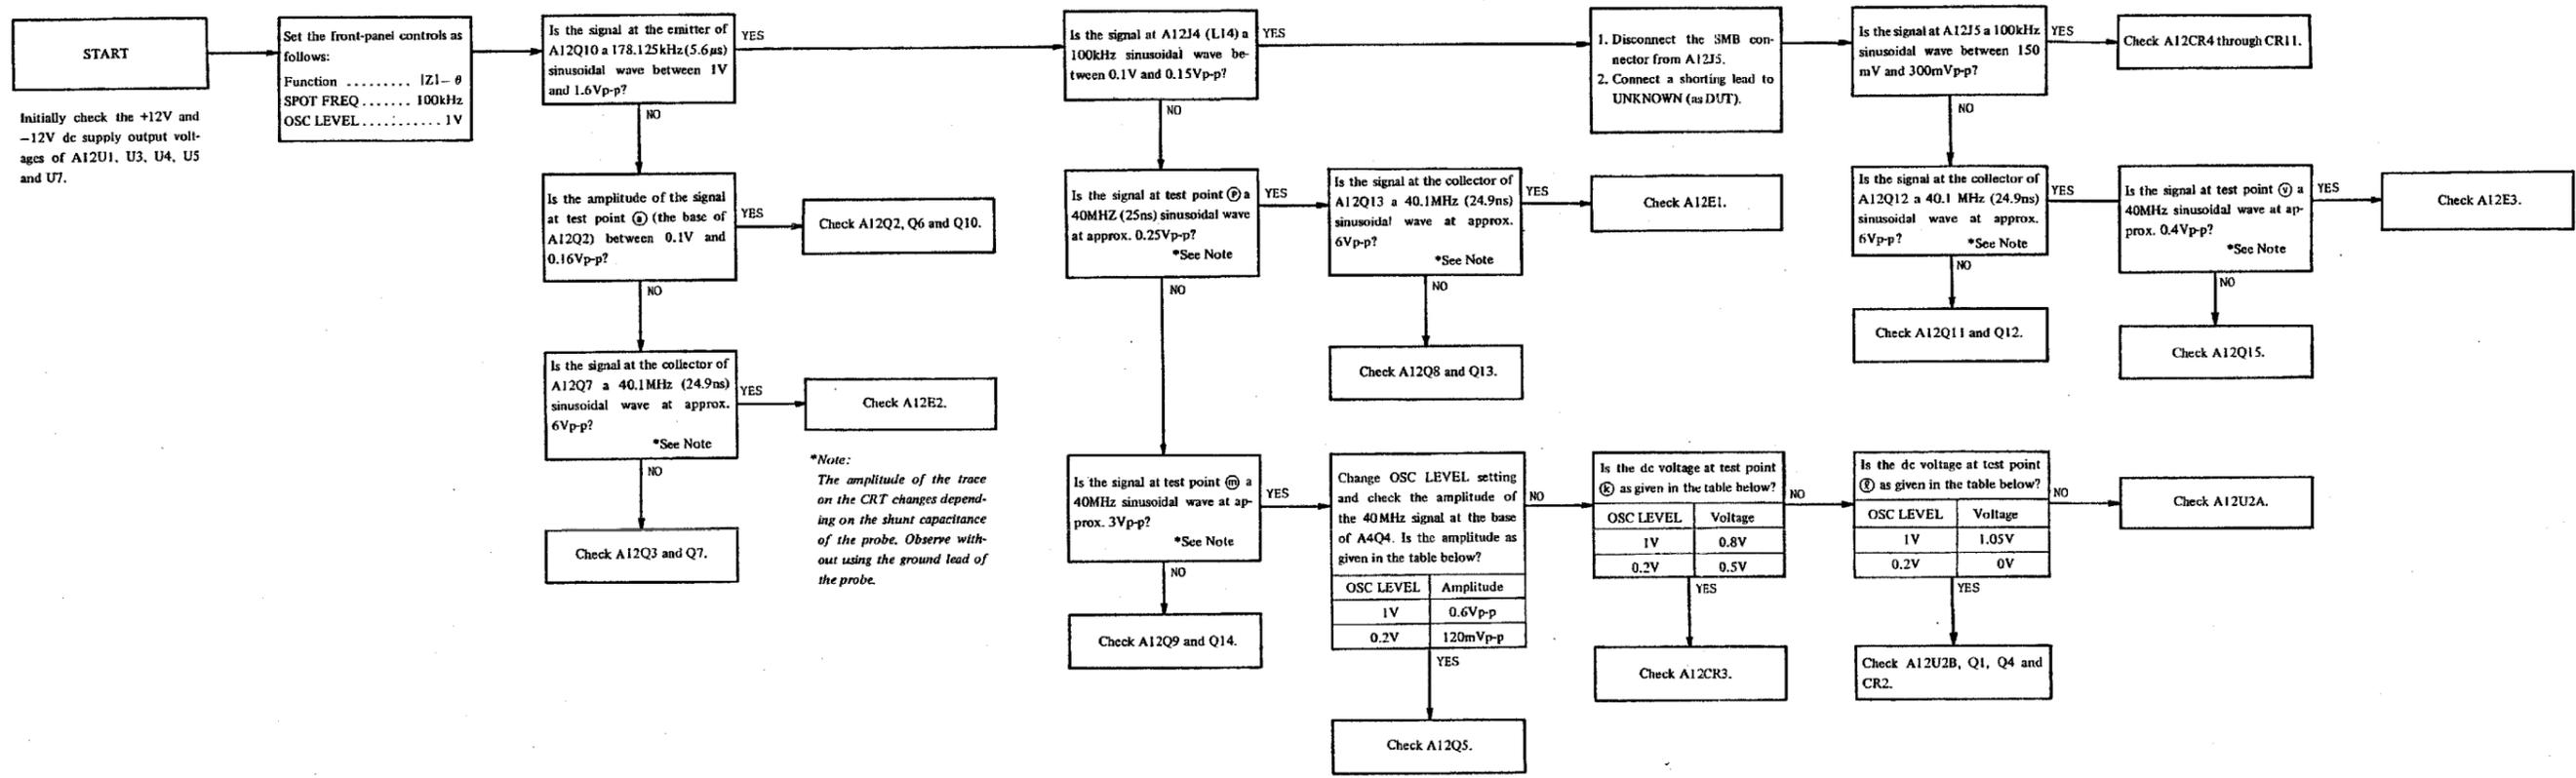 START
Initially check the +12V and
−12V dc supply output volt-
ages of A12U1, U3, U4, U5
and U7.
Set the front-panel controls as
follows:
Function ......... |Z|− θ
SPOT FREQ ....... 100kHz
OSC LEVEL ........... 1V
Is the signal at the emitter of
A12Q10 a 178.125kHz (5.6μs)
sinusoidal wave between 1V
and 1.6Vp-p?
YES
NO
Is the amplitude of the signal
at test point ⓐ (the base of
A12Q2) between 0.1V and
0.16Vp-p?
YES
Check A12Q2, Q6 and Q10.
NO
Is the signal at the collector of
A12Q7 a 40.1MHz (24.9ns)
sinusoidal wave at approx.
6Vp-p?
*See Note
YES
Check A12E2.
NO
Check A12Q3 and Q7.
*Note:
The amplitude of the trace
on the CRT changes depend-
ing on the shunt capacitance
of the probe. Observe with-
out using the ground lead of
the probe.
Is the signal at A12J4 (L14) a
100kHz sinusoidal wave be-
tween 0.1V and 0.15Vp-p?
YES
NO
Is the signal at test point ⓟ a
40MHZ (25ns) sinusoidal wave
at approx. 0.25Vp-p?
*See Note
YES
NO
Is the signal at the collector of
A12Q13 a 40.1MHz (24.9ns)
sinusoidal wave at approx.
6Vp-p?
*See Note
YES
Check A12E1.
NO
Check A12Q8 and Q13.
Is the signal at test point ⓜ a
40MHz sinusoidal wave at ap-
prox. 3Vp-p?
*See Note
YES
NO
Check A12Q9 and Q14.
Change OSC LEVEL setting
and check the amplitude of
the 40MHz signal at the base
of A4Q4. Is the amplitude as
given in the table below?
OSC LEVEL Amplitude
1V 0.6Vp-p
0.2V 120mVp-p
NO
YES
Check A12Q5.
Is the dc voltage at test point
ⓚ as given in the table below?
OSC LEVEL Voltage
1V 0.8V
0.2V 0.5V
NO
YES
Check A12CR3.
Is the dc voltage at test point
ⓛ as given in the table below?
OSC LEVEL Voltage
1V 1.05V
0.2V 0V
NO
Check A12U2A.
YES
Check A12U2B, Q1, Q4 and
CR2.
1. Disconnect the SMB con-
nector from A12J5.
2. Connect a shorting lead to
UNKNOWN (as DUT).
Is the signal at A12J5 a 100kHz
sinusoidal wave between 150
mV and 300mVp-p?
YES
Check A12CR4 through CR11.
NO
Is the signal at the collector of
A12Q12 a 40.1 MHz (24.9ns)
sinusoidal wave at approx.
6Vp-p? *See Note
YES
NO
Check A12Q11 and Q12.
Is the signal at test point ⓥ a
40MHz sinusoidal wave at ap-
prox. 0.4Vp-p?
*See Note
YES
Check A12E3.
NO
Check A12Q15.